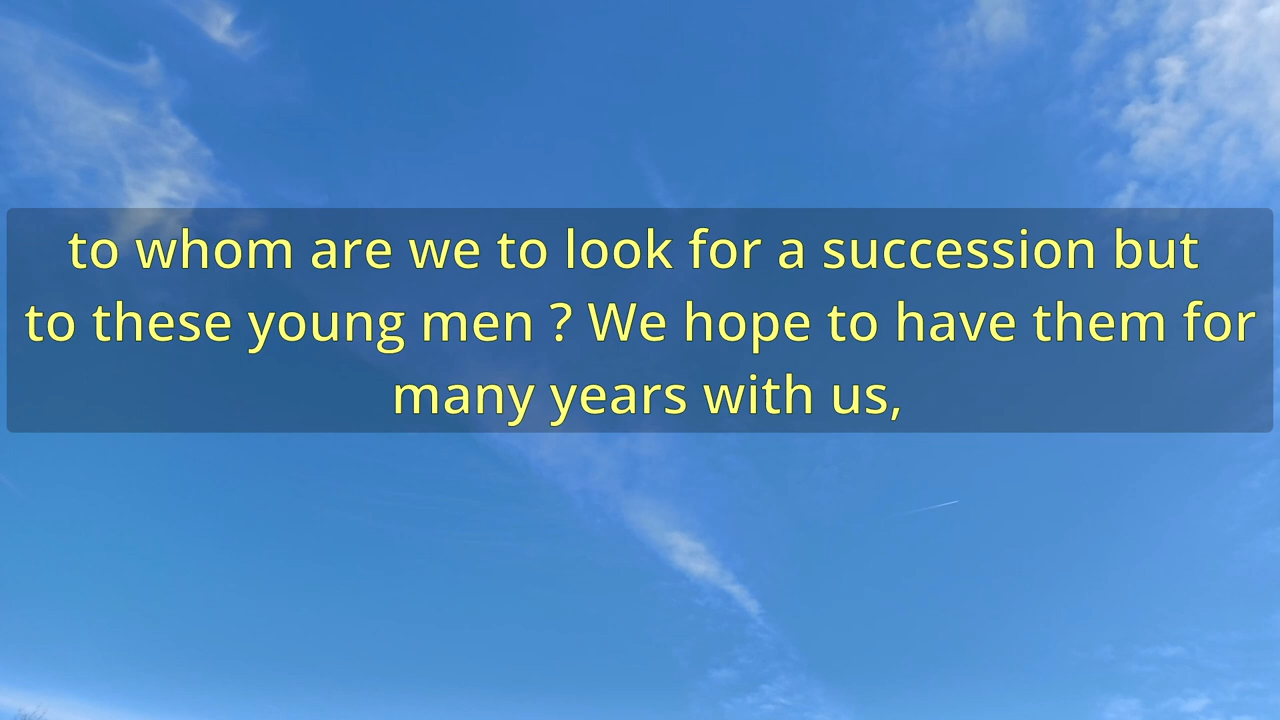 to whom are we to look for a succession but
to these young men ? We hope to have them for
many years with us,